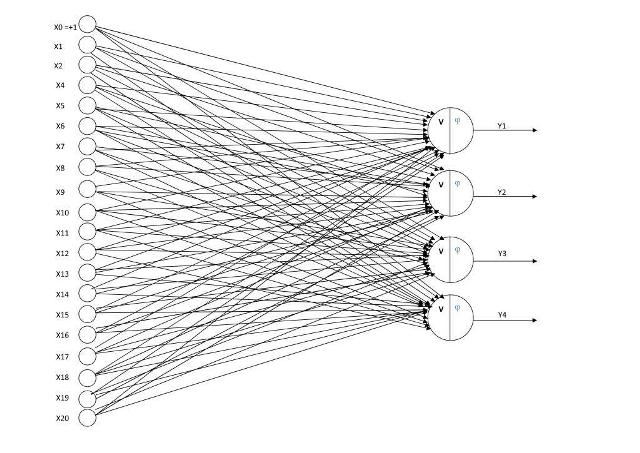 X0 =+1
X1
X2
X4
X5
X6
X7
X8
X9
X10
X11
X12
X13
X14
X15
X16
X17
X18
X19
X20
V φ
Y1
V φ
Y2
V φ
Y3
V φ
Y4